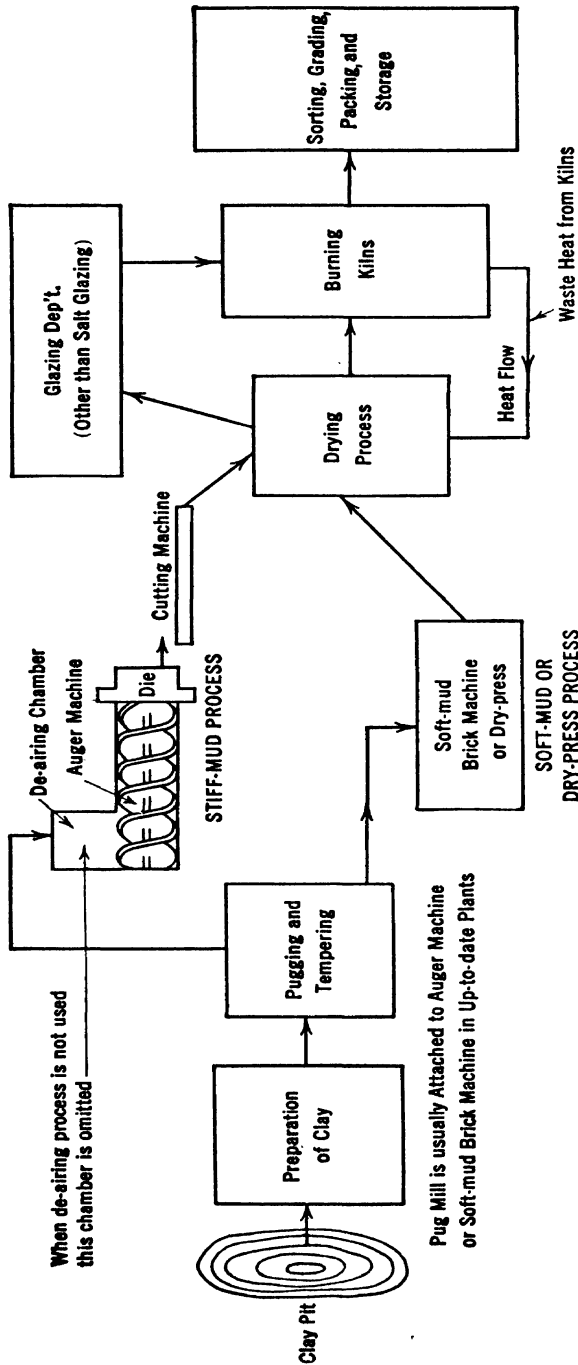 Clay Pit
Preparation
of Clay
Pugging and
Tempering
Pug Mill is usually Attached to Auger Machine
or Soft-mud Brick Machine in Up-to-date Plants
When de-airing process is not used
this chamber is omitted
De-airing Chamber
Auger Machine
Die
Cutting Machine
STIFF-MUD PROCESS
Soft-mud
Brick Machine
or Dry-press
SOFT-MUD OR
DRY-PRESS PROCESS
Glazing Dep't.
(Other than Salt Glazing)
Drying
Process
Burning
Kilns
Heat Flow
Waste Heat from Kilns
Sorting, Grading,
Packing, and
Storage